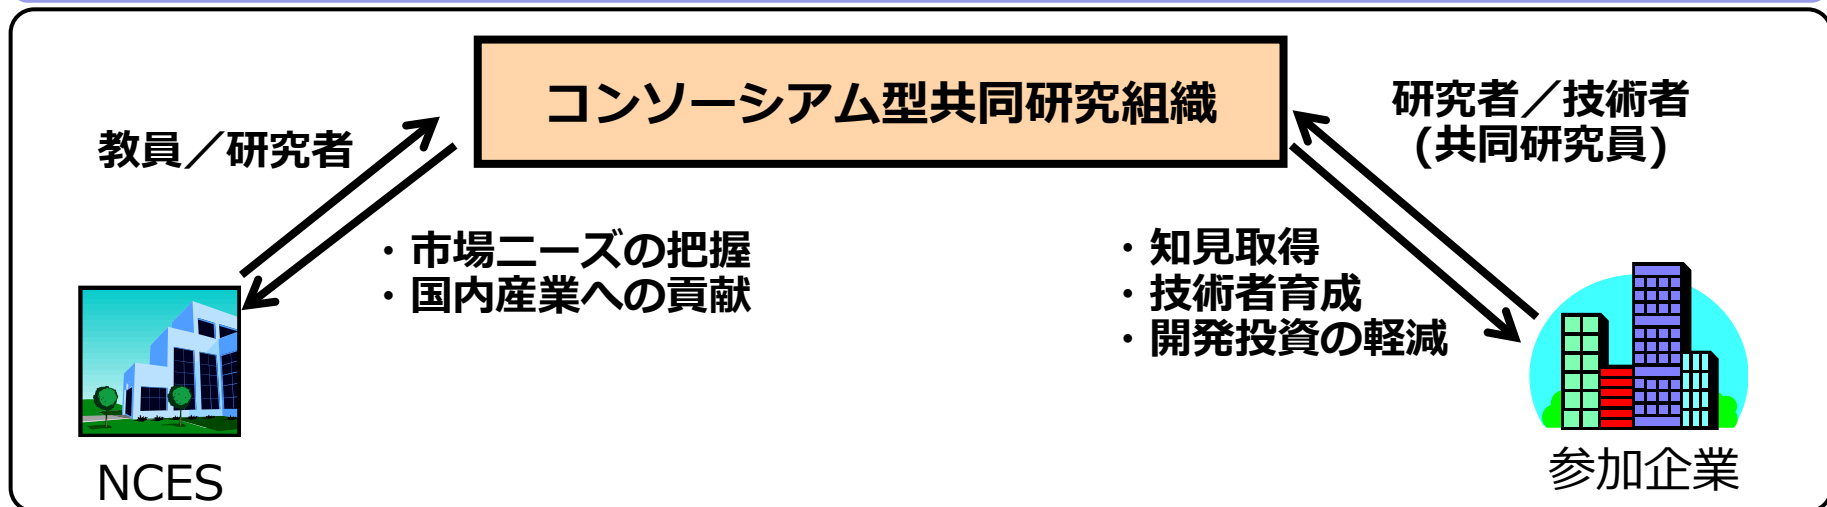 コンソーシアム型共同研究組織
教員／研究者
研究者／技術者
(共同研究員)
・市場ニーズの把握
・国内産業への貢献
・知見取得
・技術者育成
・開発投資の軽減
NCES
参加企業